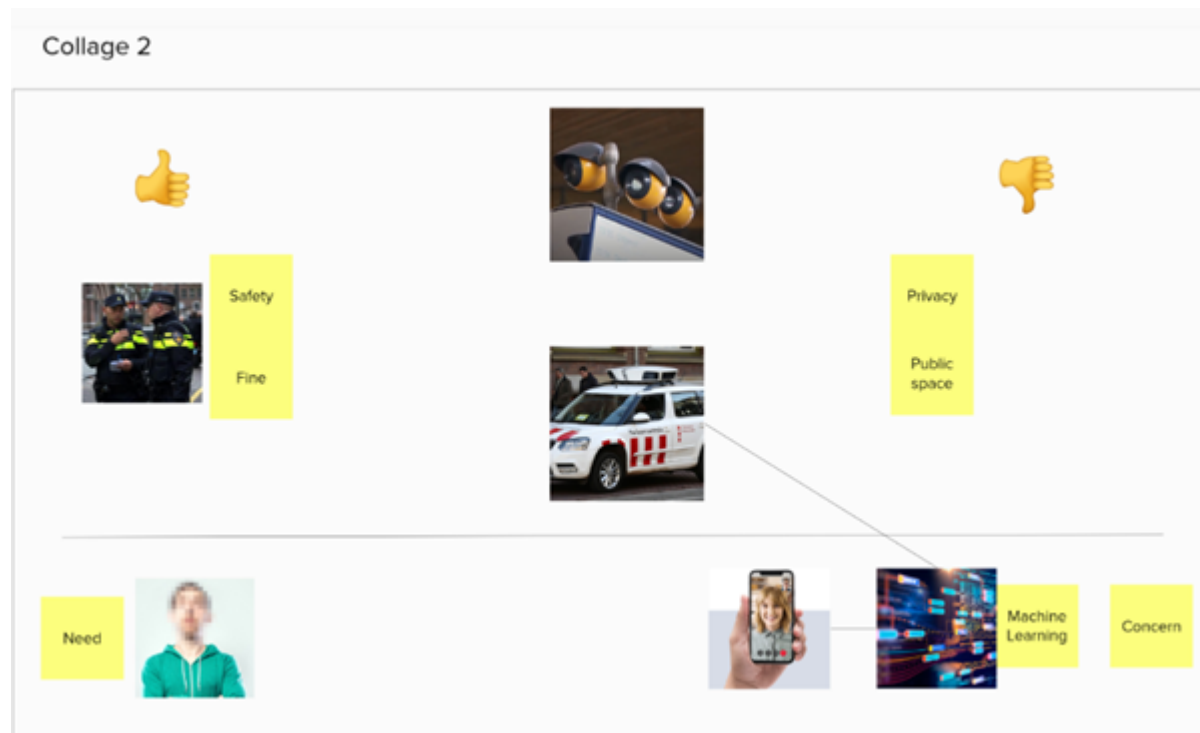 Collage 2
Safety
Fine
Privacy
Public
space
Need
Machine
Learning
Concern